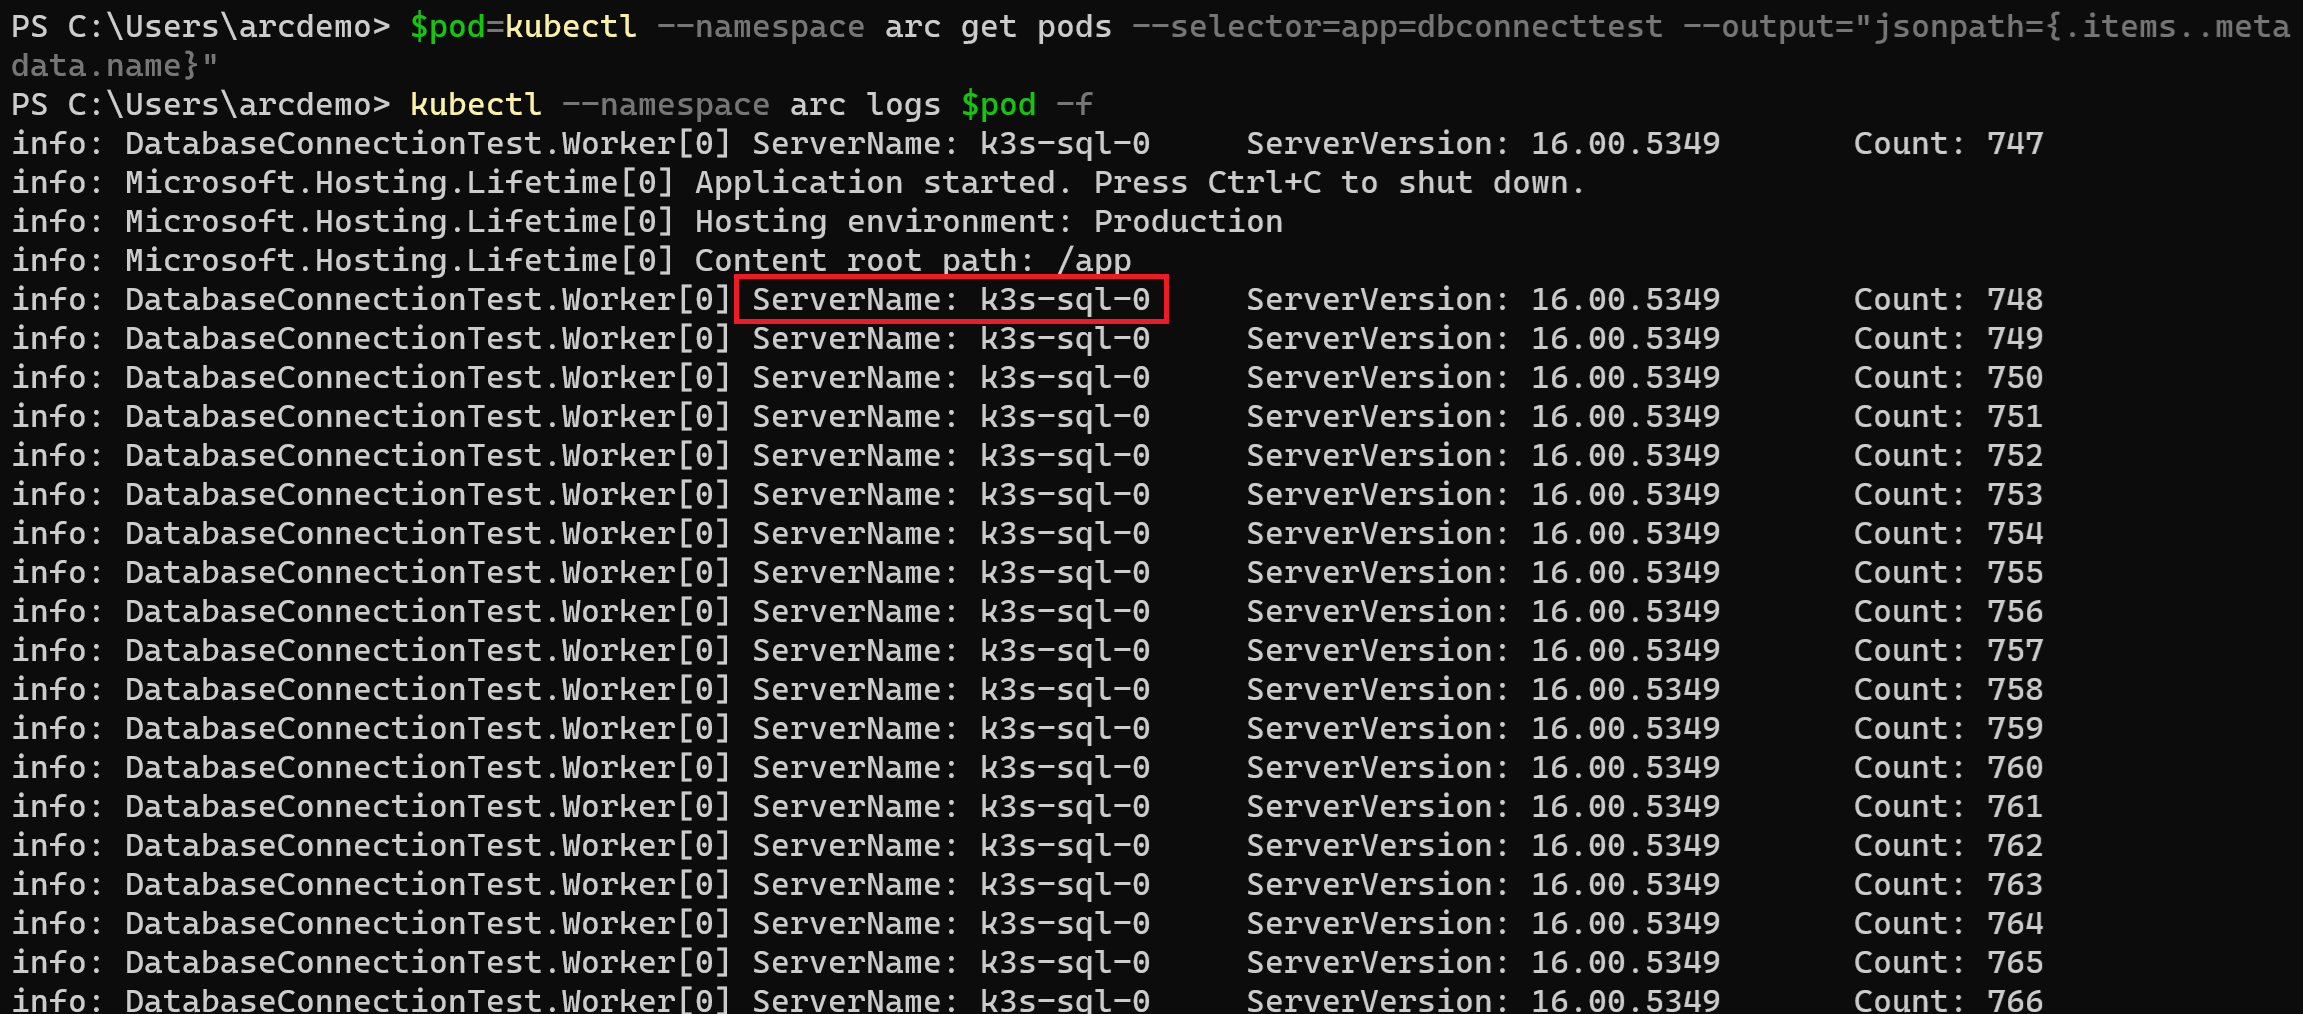 PS C:\Users\arcdemo> $pod=kubectl --namespace arc get pods --selector=app=dbconnecttest --output="jsonpath={.items..meta
data.name}"
PS C:\Users\arcdemo> kubectl --namespace arc logs $pod -f
info: DatabaseConnectionTest.Worker[0] ServerName: k3s-sql-0     ServerVersion: 16.00.5349       Count: 747
info: Microsoft.Hosting.Lifetime[0] Application started. Press Ctrl+C to shut down.
info: Microsoft.Hosting.Lifetime[0] Hosting environment: Production
info: Microsoft.Hosting.Lifetime[0] Content root path: /app
info: DatabaseConnectionTest.Worker[0] ServerName: k3s-sql-0     ServerVersion: 16.00.5349       Count: 748
info: DatabaseConnectionTest.Worker[0] ServerName: k3s-sql-0     ServerVersion: 16.00.5349       Count: 749
info: DatabaseConnectionTest.Worker[0] ServerName: k3s-sql-0     ServerVersion: 16.00.5349       Count: 750
info: DatabaseConnectionTest.Worker[0] ServerName: k3s-sql-0     ServerVersion: 16.00.5349       Count: 751
info: DatabaseConnectionTest.Worker[0] ServerName: k3s-sql-0     ServerVersion: 16.00.5349       Count: 752
info: DatabaseConnectionTest.Worker[0] ServerName: k3s-sql-0     ServerVersion: 16.00.5349       Count: 753
info: DatabaseConnectionTest.Worker[0] ServerName: k3s-sql-0     ServerVersion: 16.00.5349       Count: 754
info: DatabaseConnectionTest.Worker[0] ServerName: k3s-sql-0     ServerVersion: 16.00.5349       Count: 755
info: DatabaseConnectionTest.Worker[0] ServerName: k3s-sql-0     ServerVersion: 16.00.5349       Count: 756
info: DatabaseConnectionTest.Worker[0] ServerName: k3s-sql-0     ServerVersion: 16.00.5349       Count: 757
info: DatabaseConnectionTest.Worker[0] ServerName: k3s-sql-0     ServerVersion: 16.00.5349       Count: 758
info: DatabaseConnectionTest.Worker[0] ServerName: k3s-sql-0     ServerVersion: 16.00.5349       Count: 759
info: DatabaseConnectionTest.Worker[0] ServerName: k3s-sql-0     ServerVersion: 16.00.5349       Count: 760
info: DatabaseConnectionTest.Worker[0] ServerName: k3s-sql-0     ServerVersion: 16.00.5349       Count: 761
info: DatabaseConnectionTest.Worker[0] ServerName: k3s-sql-0     ServerVersion: 16.00.5349       Count: 762
info: DatabaseConnectionTest.Worker[0] ServerName: k3s-sql-0     ServerVersion: 16.00.5349       Count: 763
info: DatabaseConnectionTest.Worker[0] ServerName: k3s-sql-0     ServerVersion: 16.00.5349       Count: 764
info: DatabaseConnectionTest.Worker[0] ServerName: k3s-sql-0     ServerVersion: 16.00.5349       Count: 765
info: DatabaseConnectionTest.Worker[0] ServerName: k3s-sql-0     ServerVersion: 16.00.5349       Count: 766